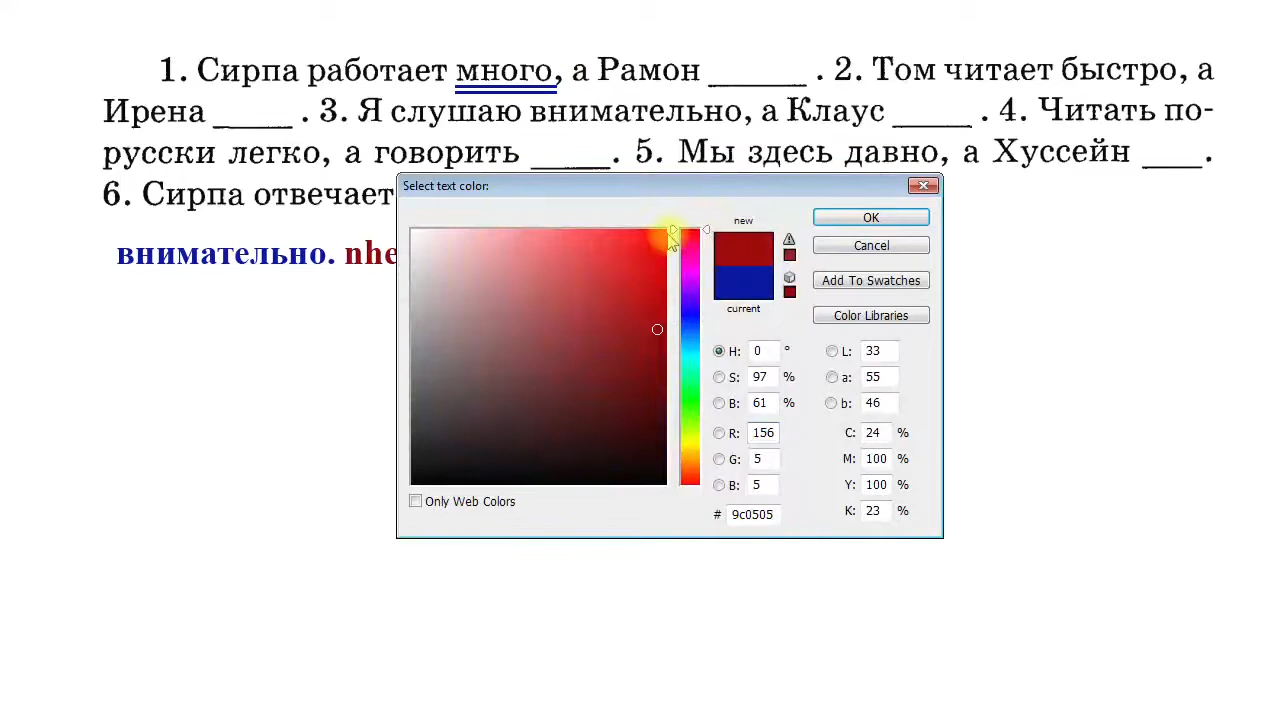 1. Сирпа работает много, а Рамон ______ . 2. Том читает быстро, а
Ирена _____ . 3. Я слушаю внимательно, а Клаус _____ . 4. Читать по-
русски легко, а говорить _____. 5. Мы здесь давно, а Хуссейн ____.
6. Сирпа отвечает
внимательно. nhe
Select text color:
new
current
OK
Cancel
Add To Swatches
Color Libraries
H: 0 ° L: 33
S: 97 % a: 55
B: 61 % b: 46
R: 156 C: 24 %
G: 5 M: 100 %
B: 5 Y: 100 %
# 9c0505 K: 23 %
Only Web Colors